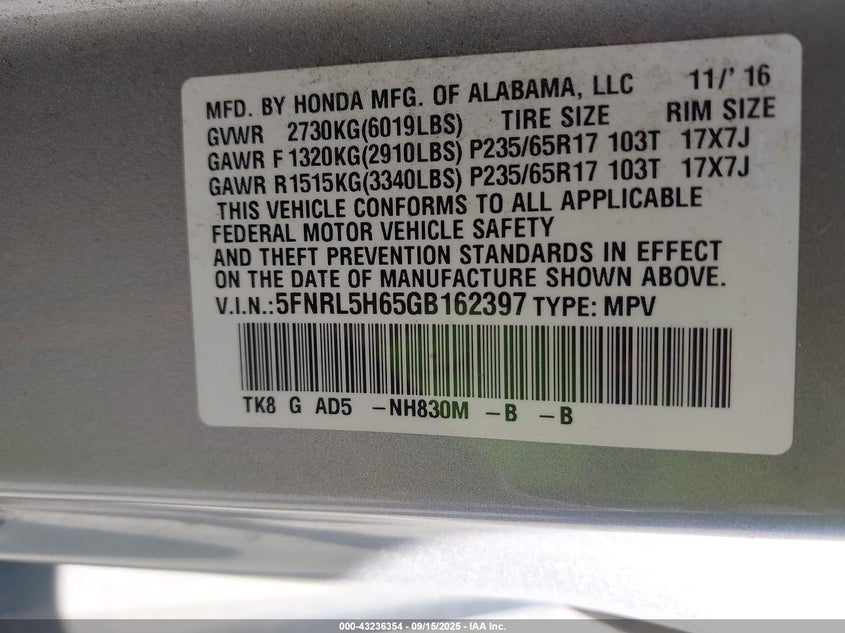 MFD. BY HONDA MFG. OF ALABAMA, LLC 11/' 16
GVWR 2730KG(6019LBS) TIRE SIZE RIM SIZE
GAWR F 1320KG(2910LBS) P235/65R17 103T 17X7J
GAWR R1515KG(3340LBS) P235/65R17 103T 17X7J
THIS VEHICLE CONFORMS TO ALL APPLICABLE
FEDERAL MOTOR VEHICLE SAFETY
AND THEFT PREVENTION STANDARDS IN EFFECT
ON THE DATE OF MANUFACTURE SHOWN ABOVE.
V.I.N.:5FNRL5H65GB162397 TYPE: MPV
TK8 G AD5 -NH830M -B -B
000-43236354 - 09/15/2025 - IAA Inc.